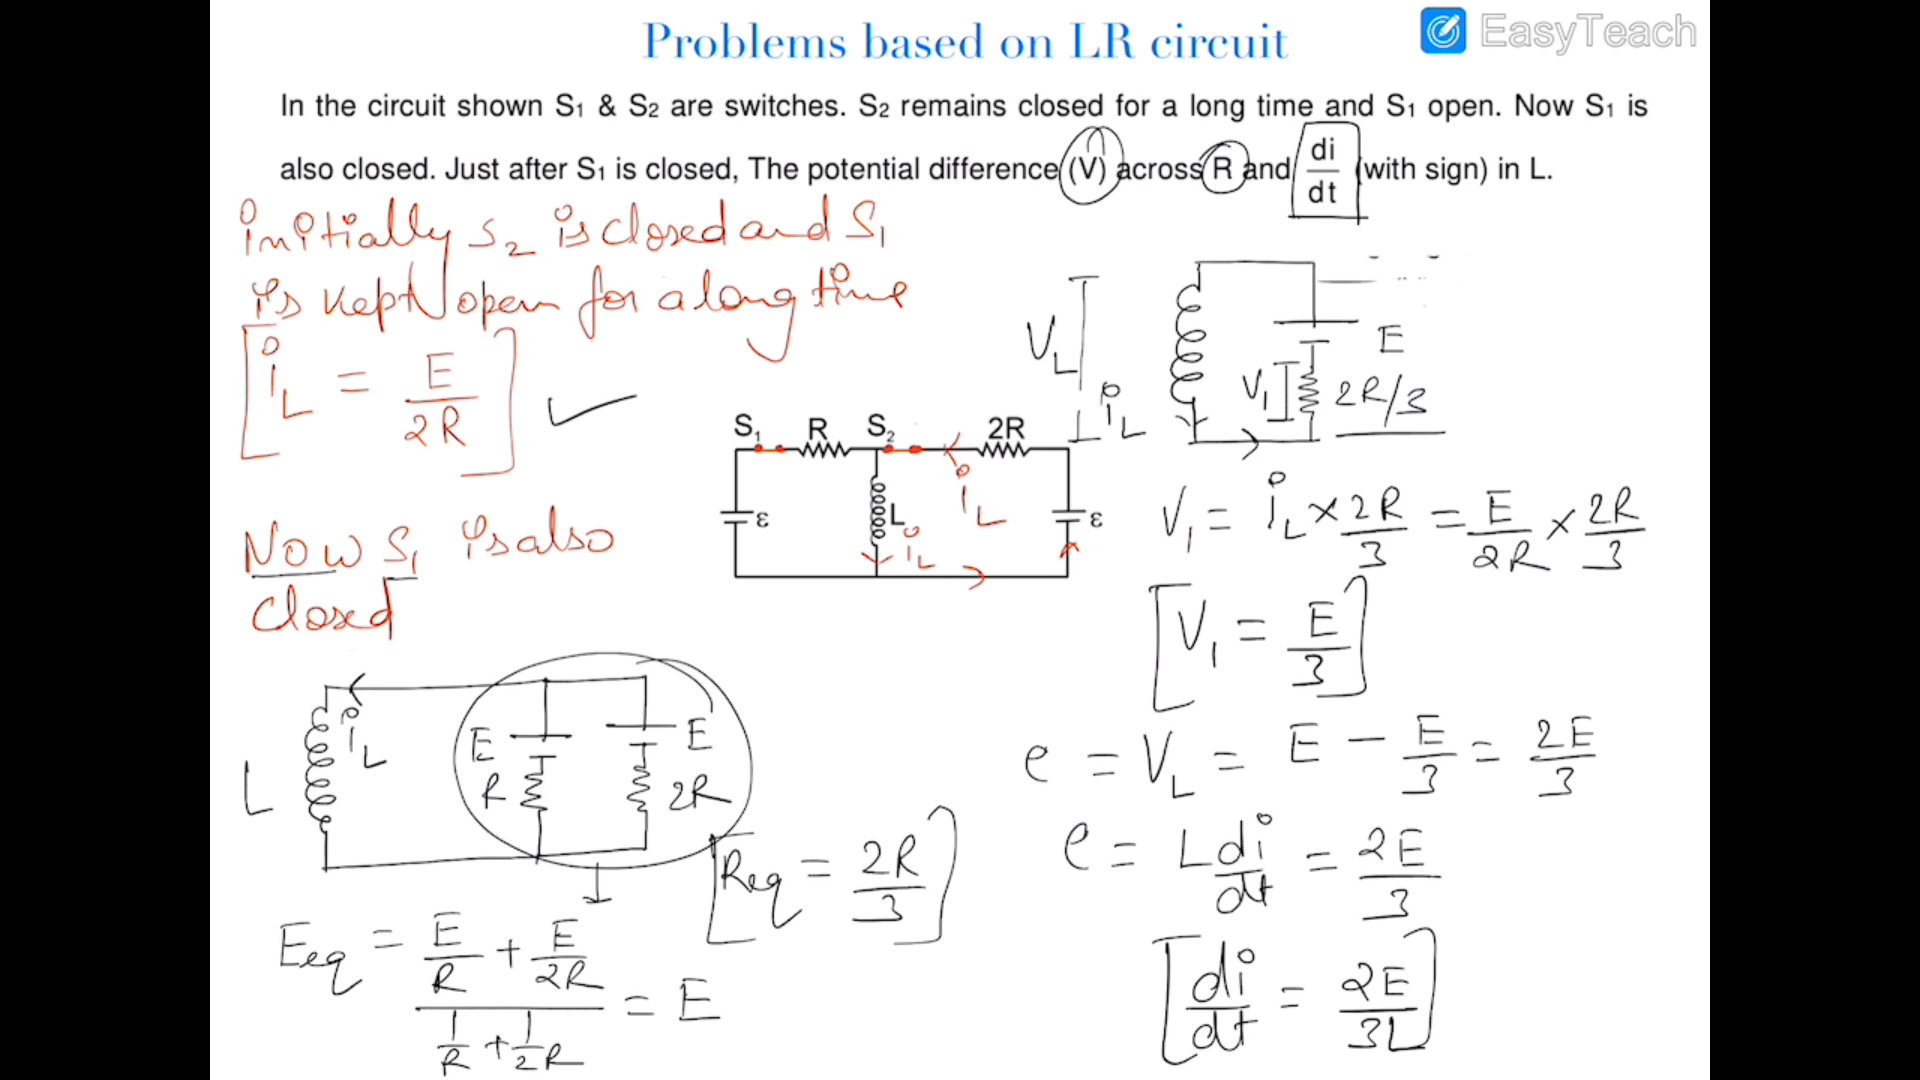 Problems based on LR circuit
EasyTeach
In the circuit shown S₁ & S₂ are switches. S₂ remains closed for a long time and S₁ open. Now S₁ is
also closed. Just after S₁ is closed, The potential difference (V) across R and di/dt (with sign) in L.
initially S₂ is closed and S₁
is kept open for a long time
i_L = E/2R
S₁ R S₂ 2R
ε L i_L i_L ε
Now S₁ is also
closed
L i_L E R E 2R
R_eq = 2R/3
E_eq = (E/R + E/2R)/(1/R + 1/2R) = E
V_L i_L V₁ E 2R/3
V₁ = i_L × 2R/3 = E/2R × 2R/3
V₁ = E/3
e = V_L = E - E/3 = 2E/3
e = L di/dt = 2E/3
di/dt = 2E/3L